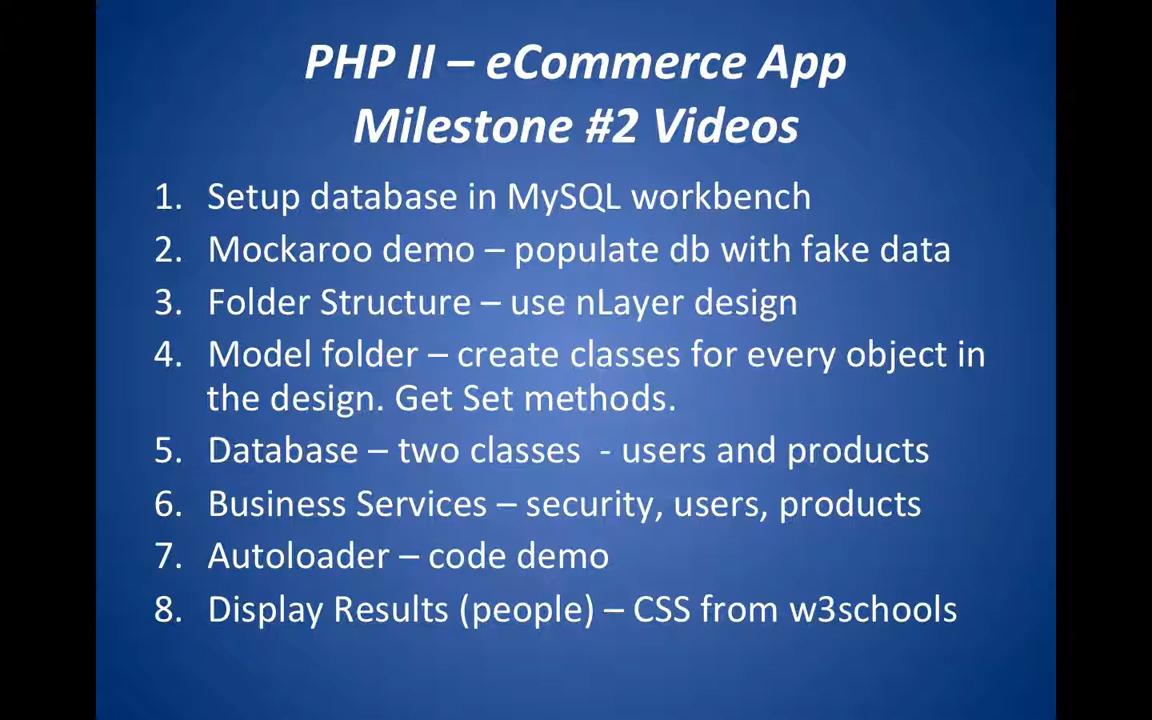 PHP II – eCommerce App
Milestone #2 Videos
1. Setup database in MySQL workbench
2. Mockaroo demo – populate db with fake data
3. Folder Structure – use nLayer design
4. Model folder – create classes for every object in
the design. Get Set methods.
5. Database – two classes  - users and products
6. Business Services – security, users, products
7. Autoloader – code demo
8. Display Results (people) – CSS from w3schools